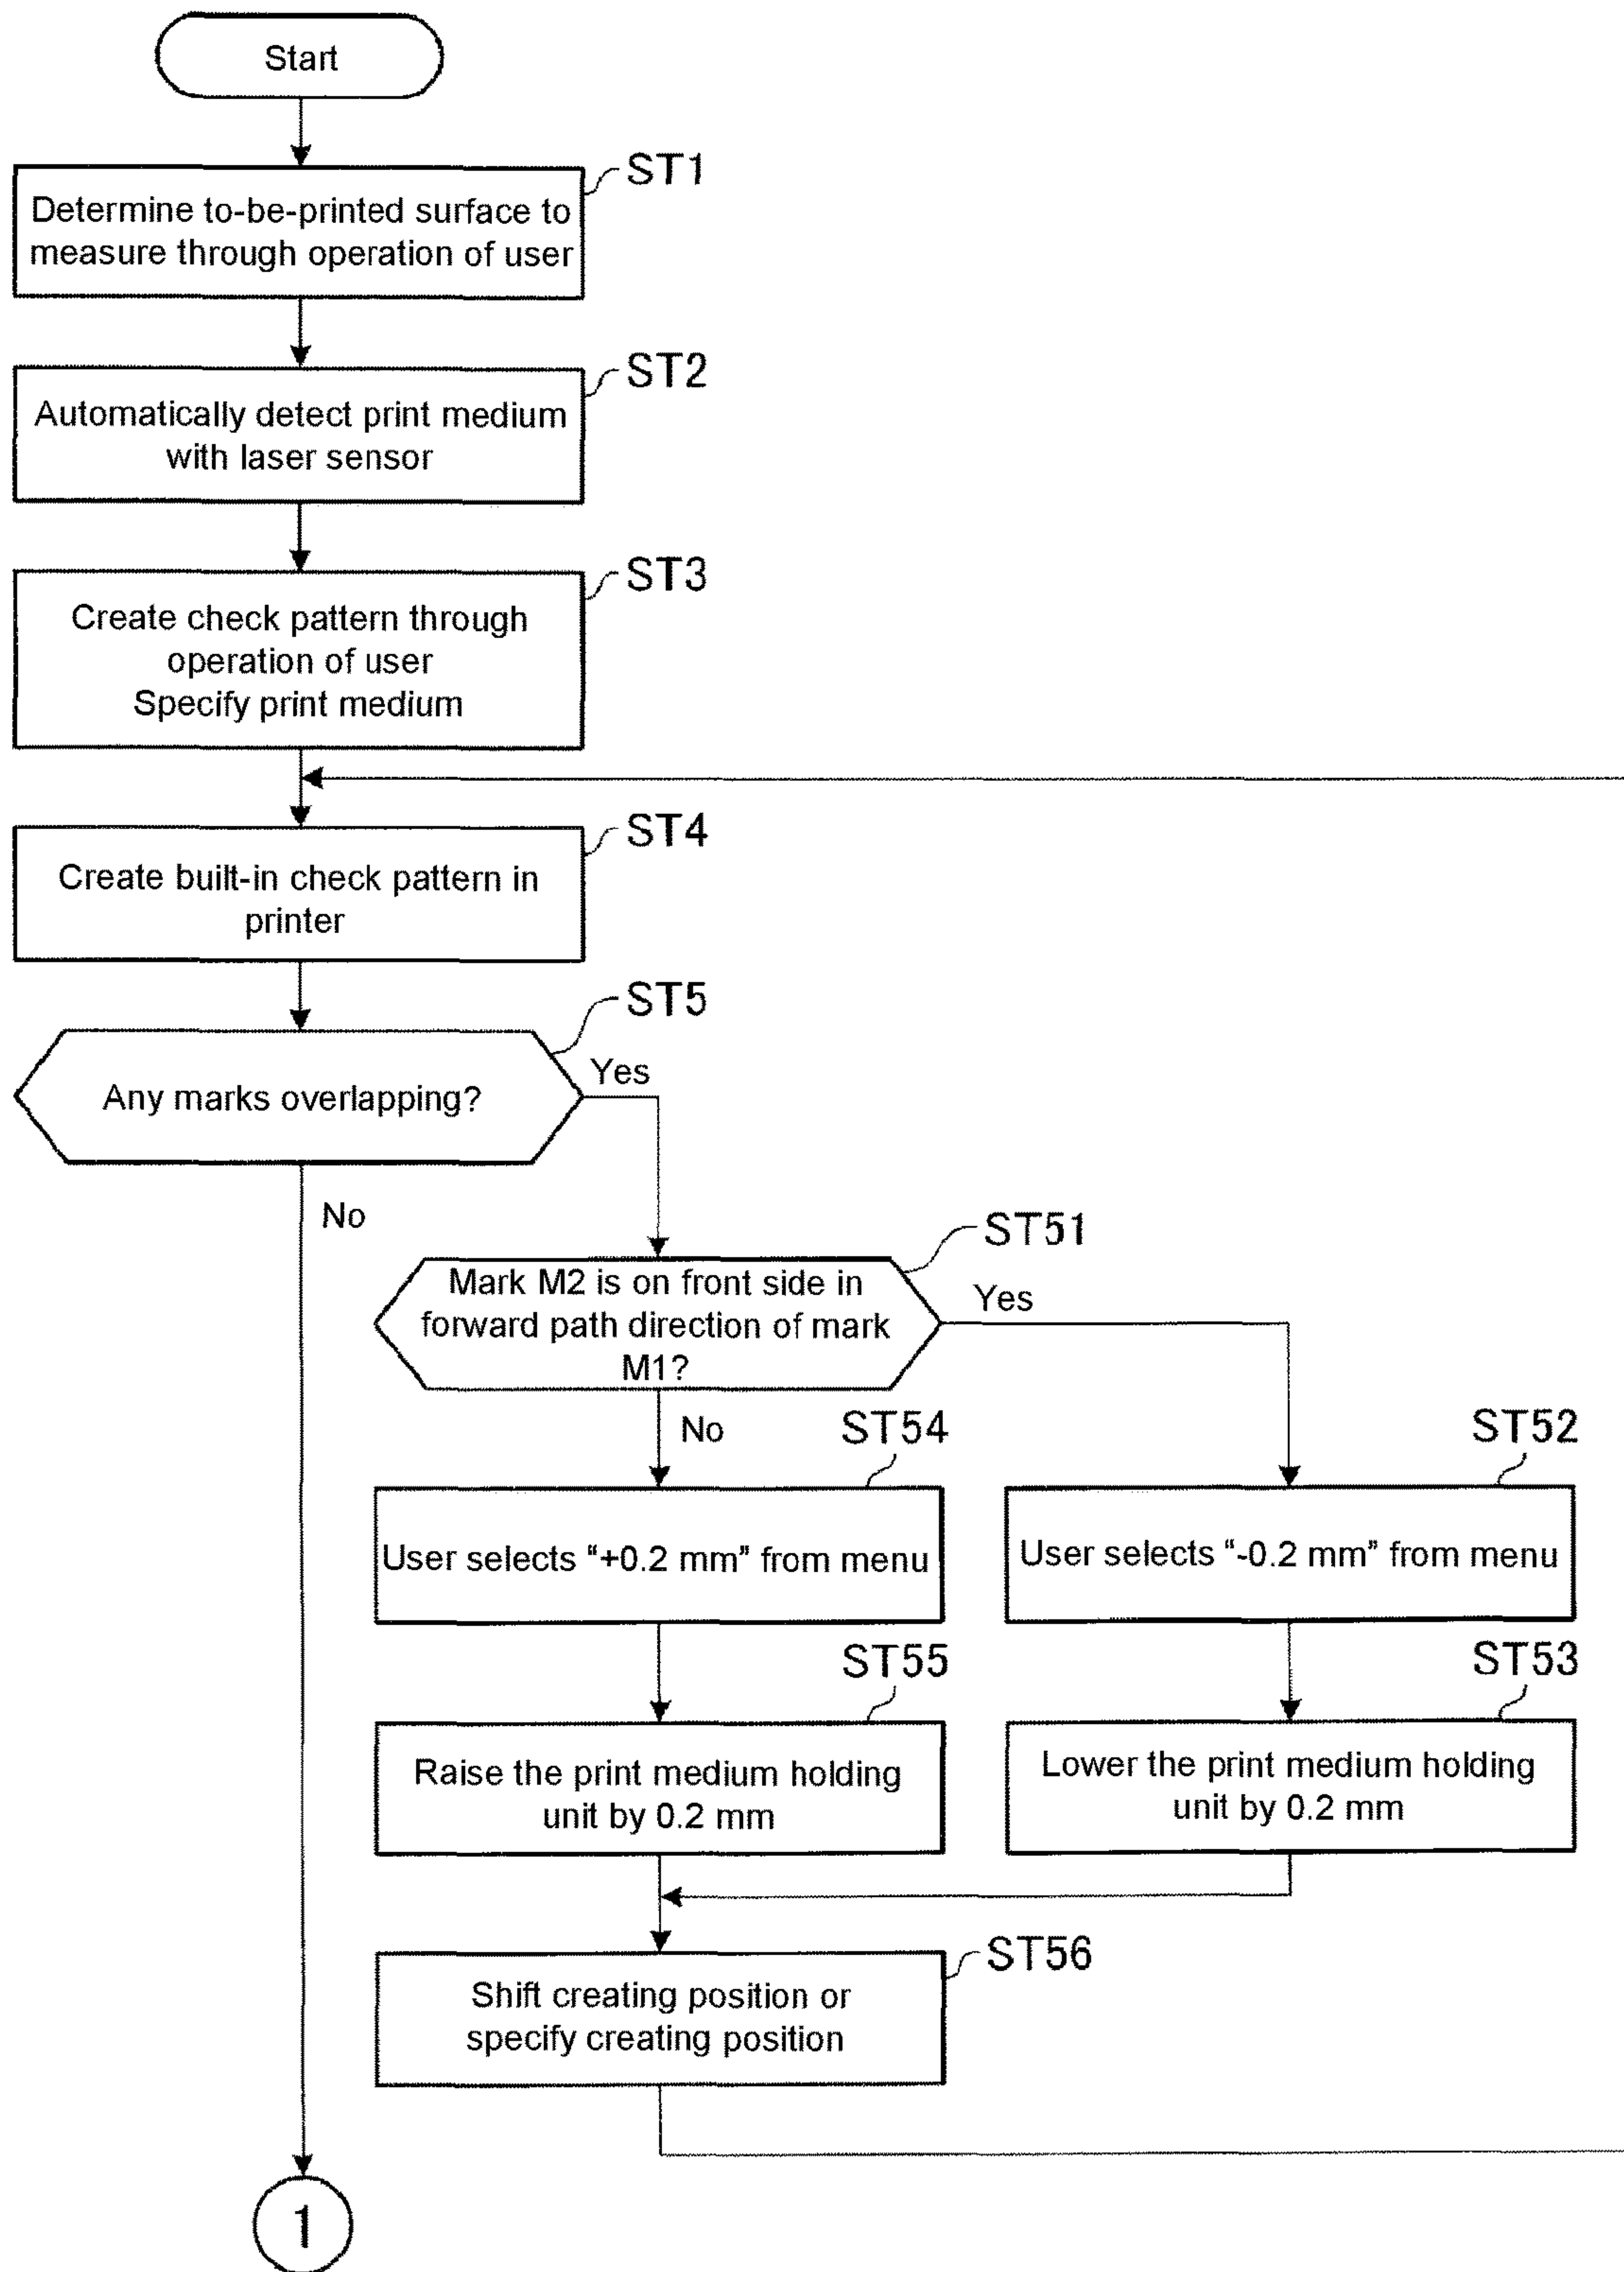 Start
ST1
Determine to-be-printed surface to
measure through operation of user
ST2
Automatically detect print medium
with laser sensor
ST3
Create check pattern through
operation of user
Specify print medium
ST4
Create built-in check pattern in
printer
ST5
Any marks overlapping?
Yes
No
ST51
Mark M2 is on front side in
forward path direction of mark
M1?
Yes
No
ST54
User selects “+0.2 mm” from menu
ST52
User selects “-0.2 mm” from menu
ST55
Raise the print medium holding
unit by 0.2 mm
ST53
Lower the print medium holding
unit by 0.2 mm
ST56
Shift creating position or
specify creating position
1